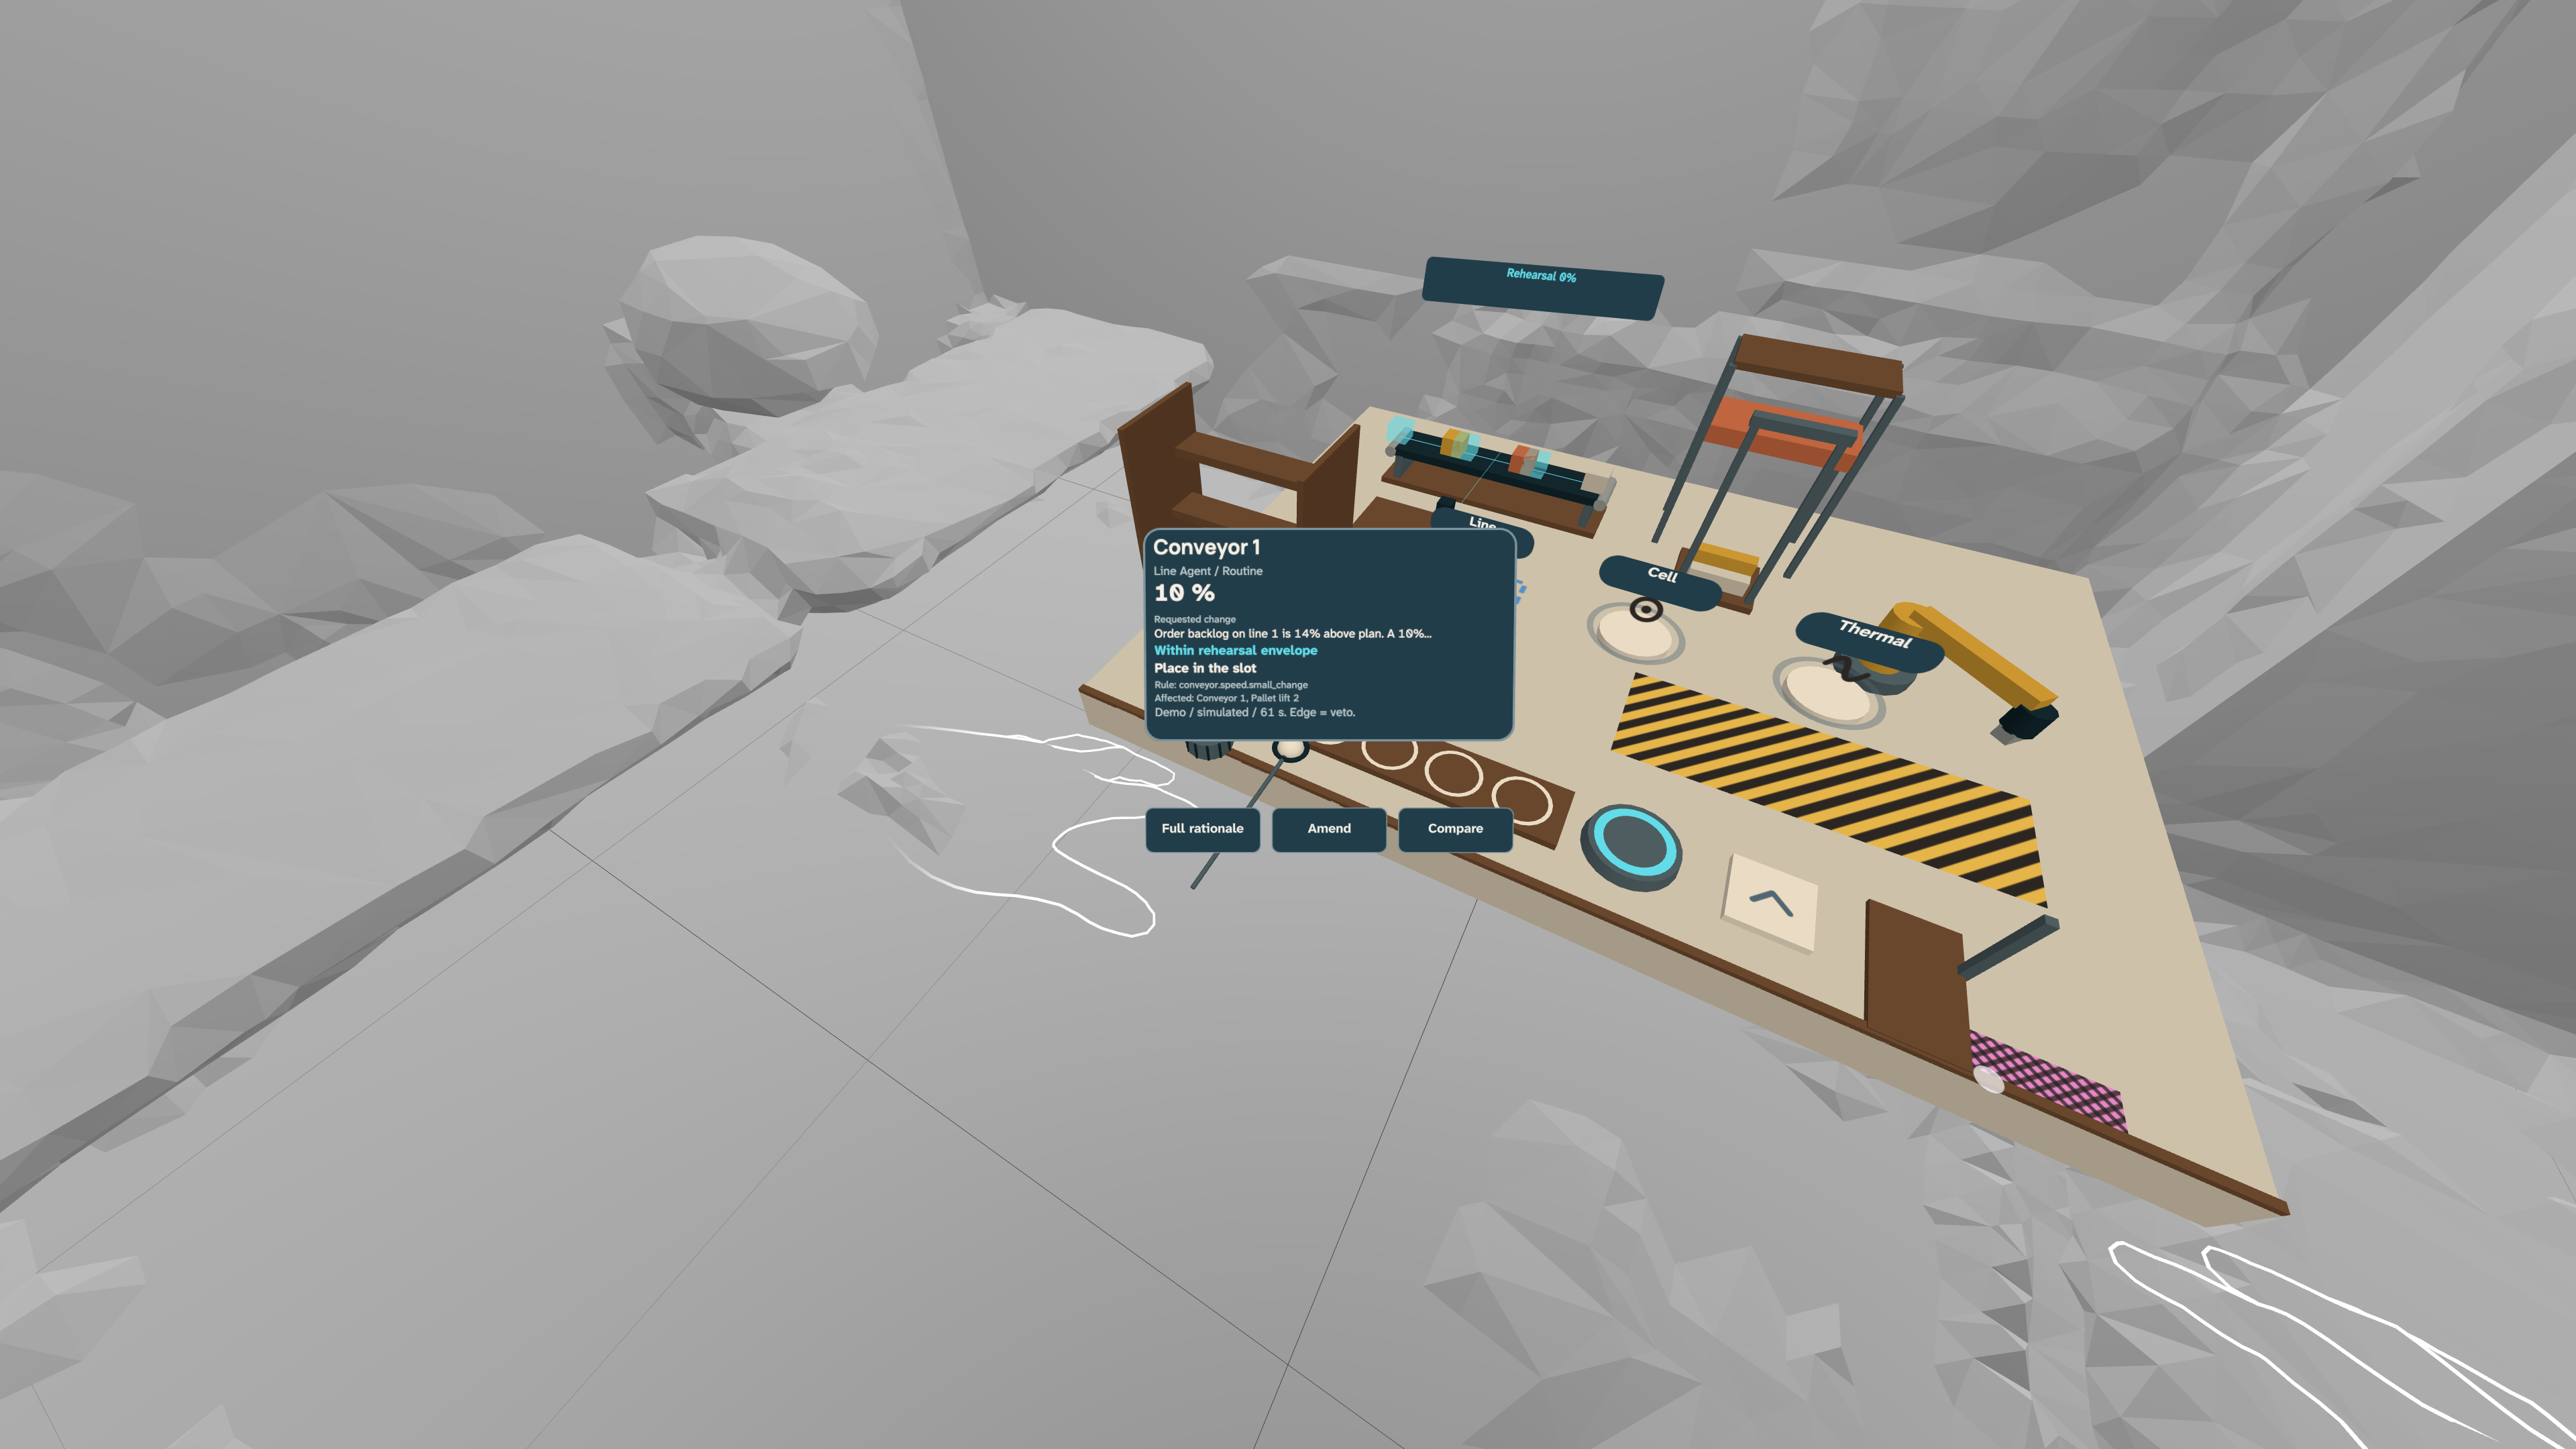 Rehearsal 0%
Line
Cell
Thermal
Conveyor 1
Line Agent / Routine
10 %
Requested change
Order backlog on line 1 is 14% above plan. A 10%...
Within rehearsal envelope
Place in the slot
Rule: conveyor.speed.small_change
Affected: Conveyor 1, Pallet lift 2
Demo / simulated / 61 s. Edge = veto.
Full rationale
Amend
Compare